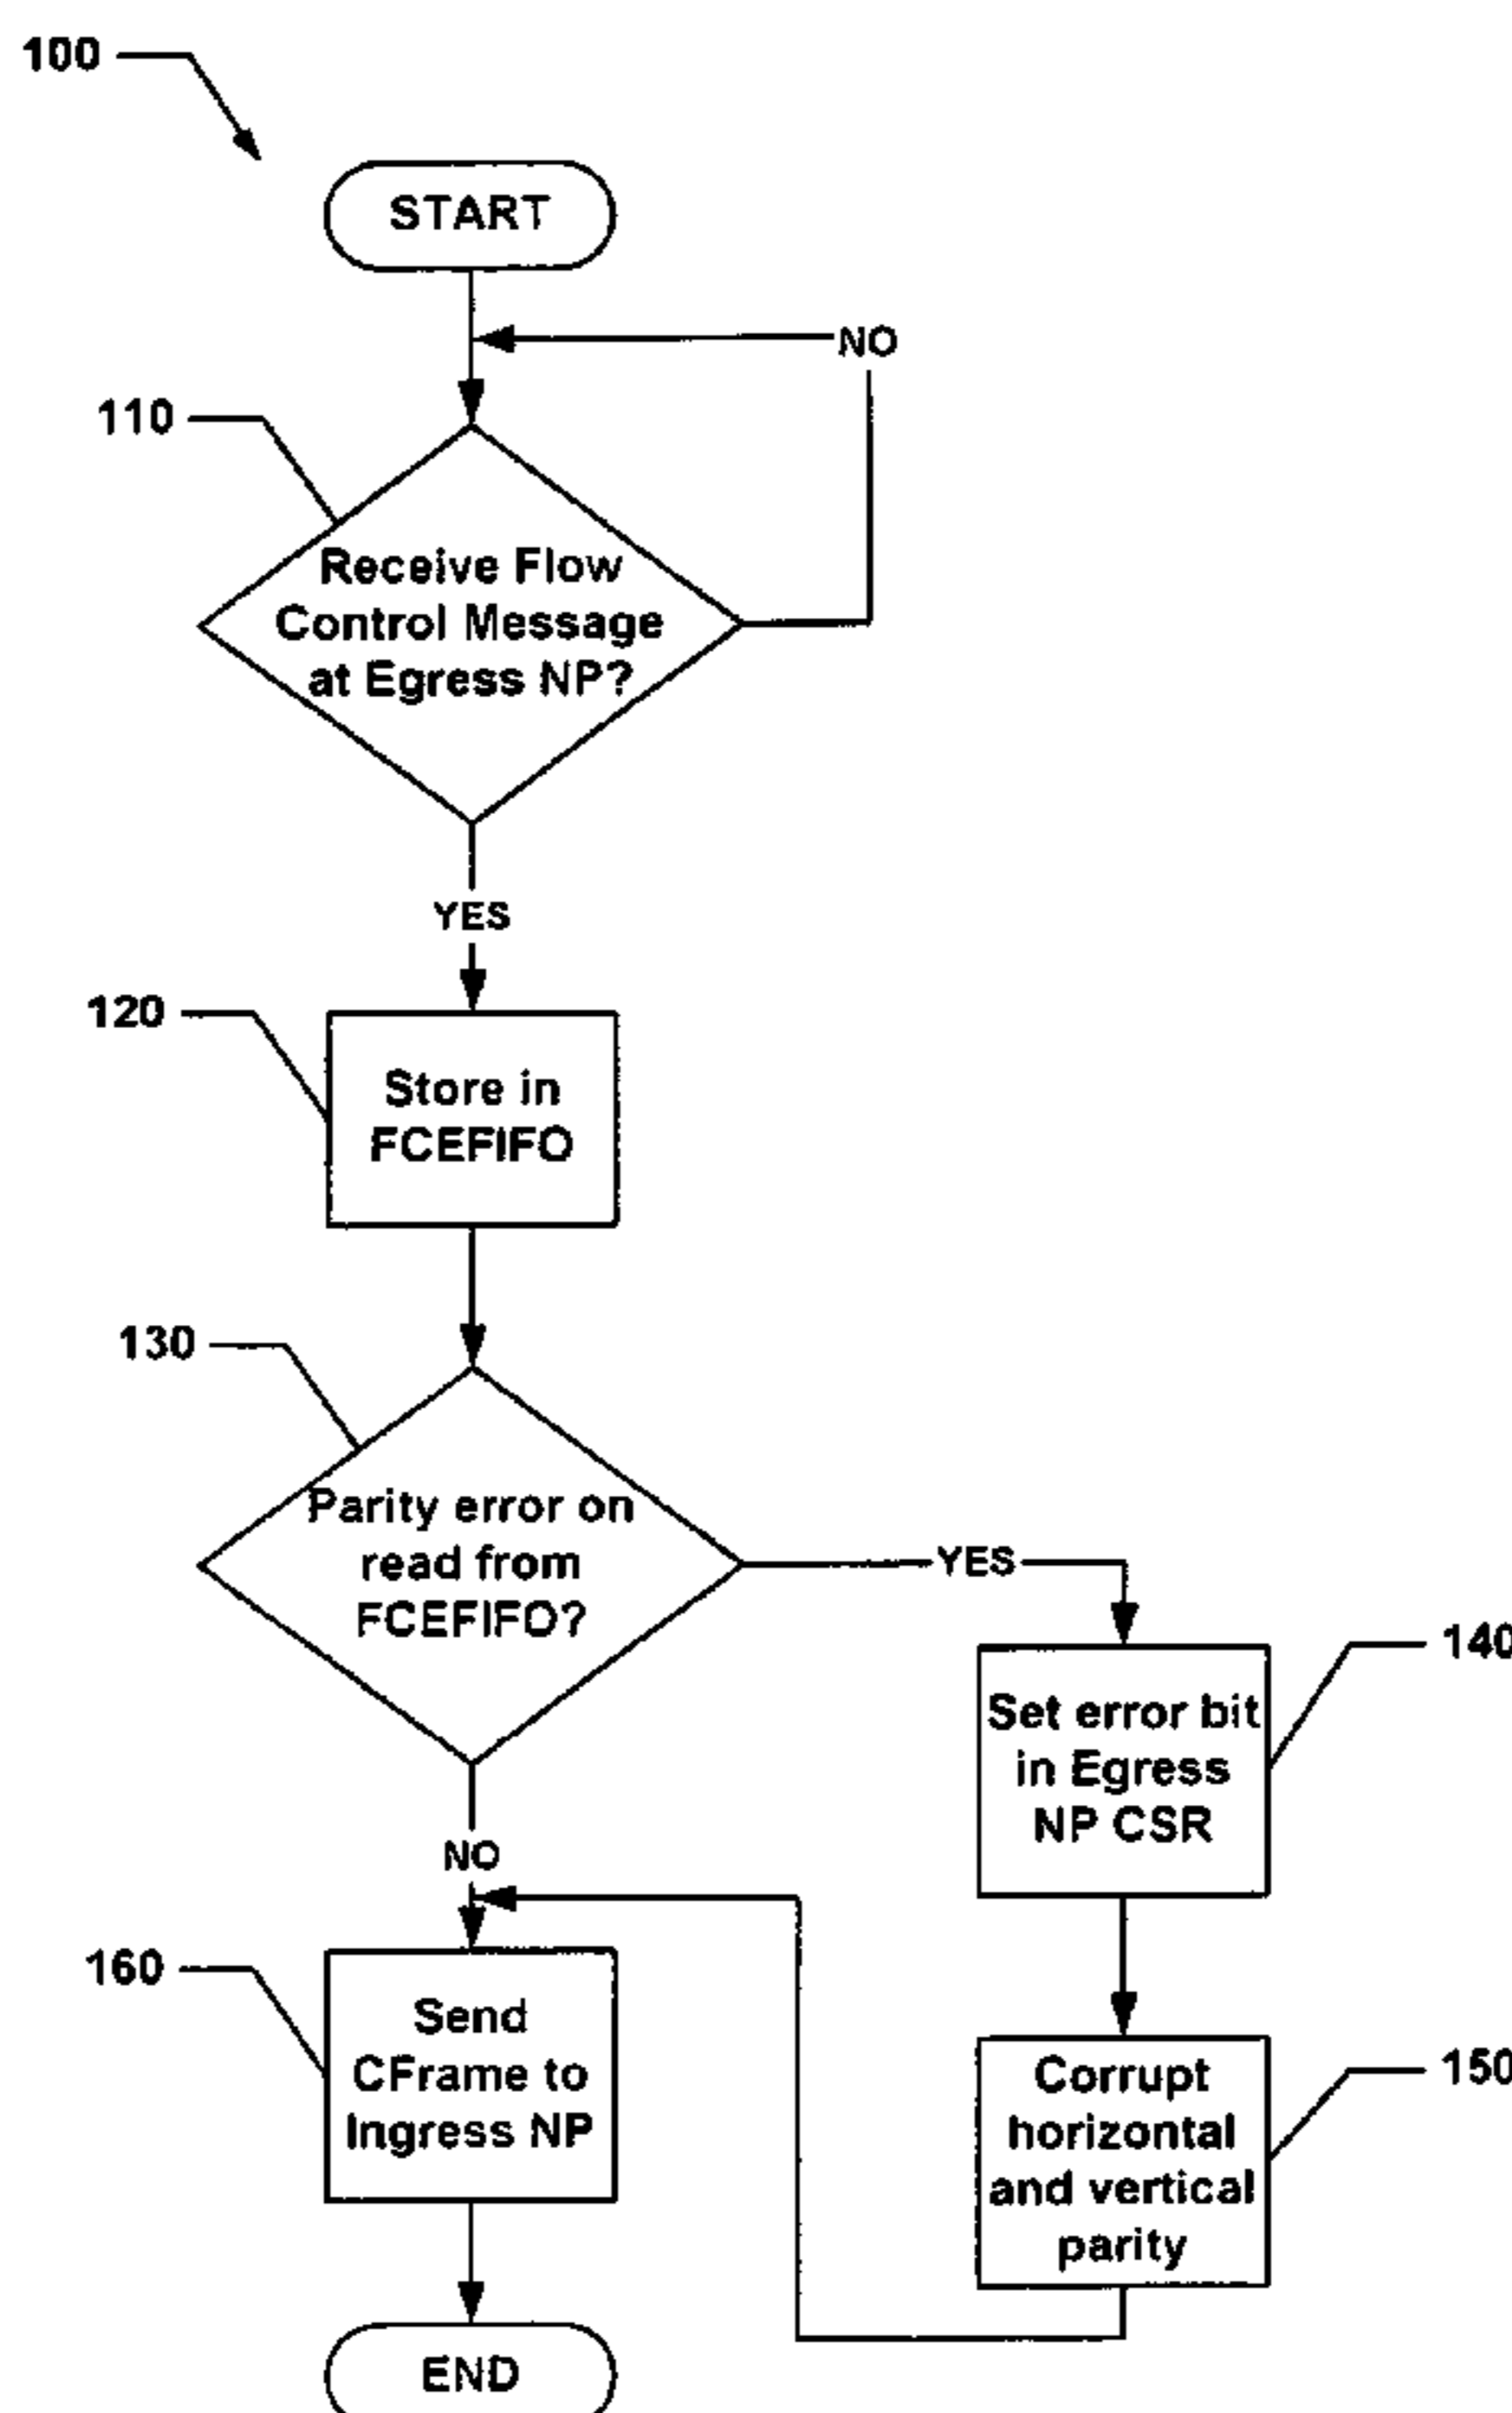 100
START
NO
110
Receive Flow
Control Message
at Egress NP?
YES
120
Store in
FCEFIFO
130
Parity error on
read from
FCEFIFO?
YES
140
Set error bit
in Egress
NP CSR
NO
160
Send
CFrame to
Ingress NP
150
Corrupt
horizontal
and vertical
parity
END